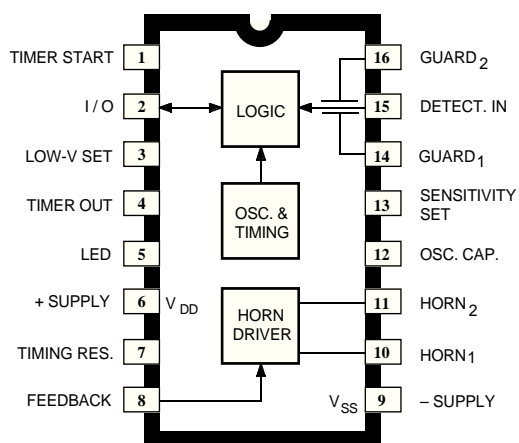 TIMER START 1
I / O 2
LOW-V SET 3
TIMER OUT 4
LED 5
+ SUPPLY 6 VDD
TIMING RES. 7
FEEDBACK 8
LOGIC
OSC. &
TIMING
HORN
DRIVER
16 GUARD2
15 DETECT. IN
14 GUARD1
13 SENSITIVITY
SET
12 OSC. CAP.
11 HORN2
10 HORN1
VSS 9 – SUPPLY